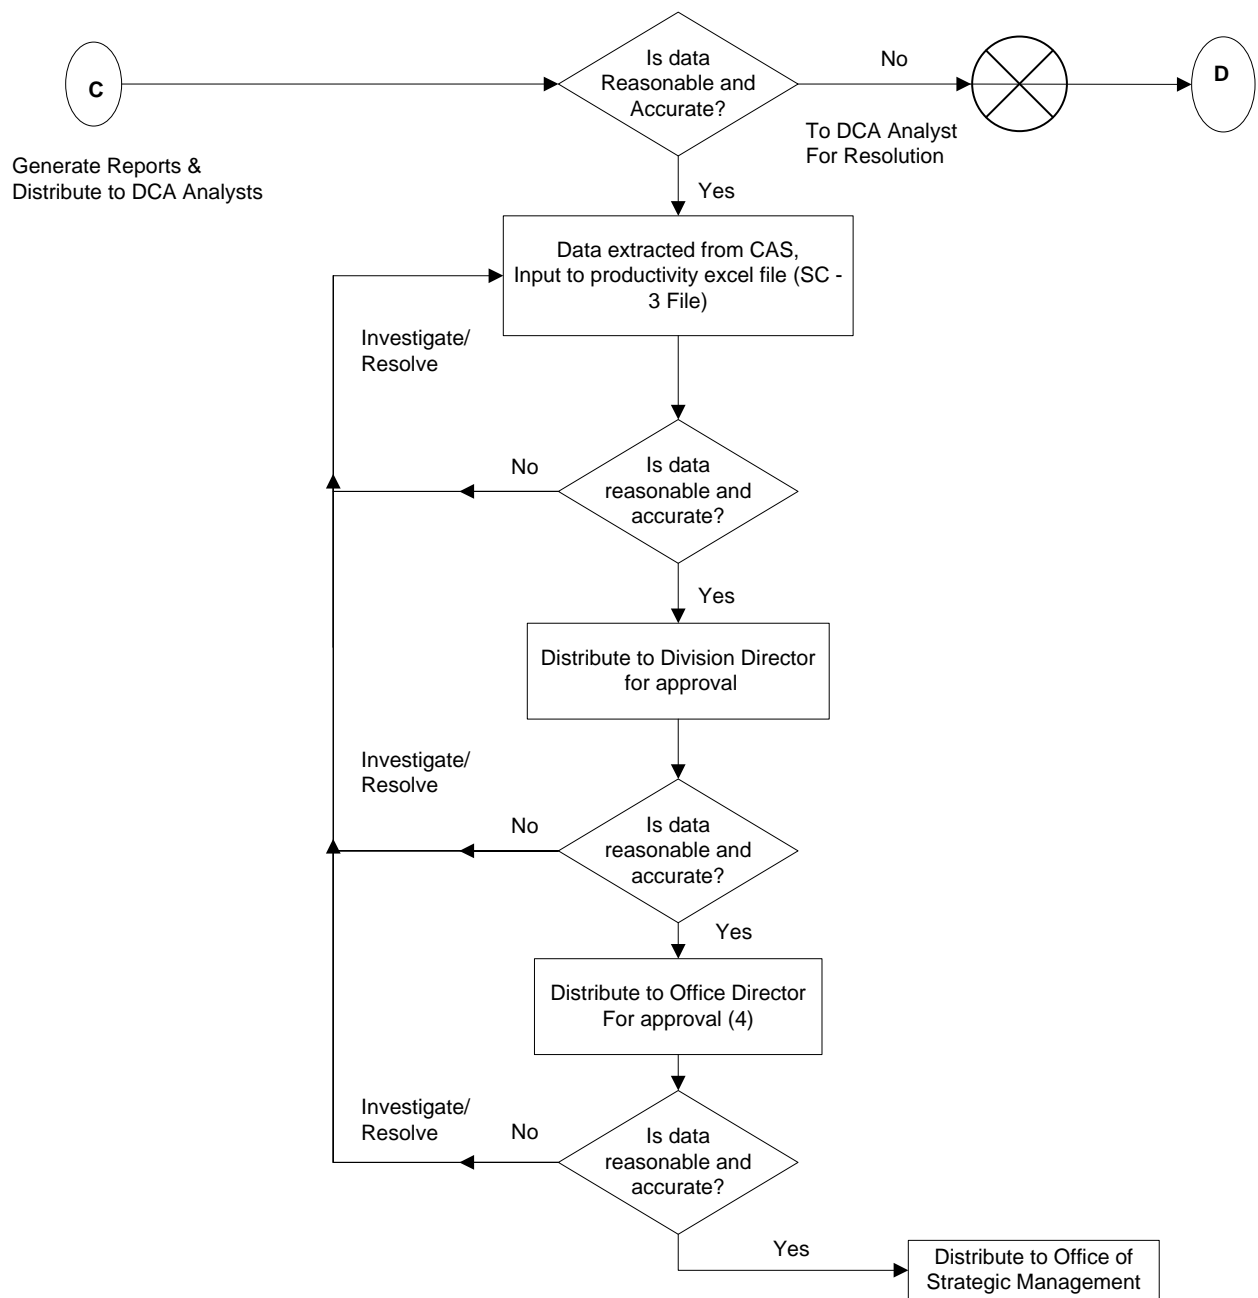 C
Generate Reports &
Distribute to DCA Analysts
Is data
Reasonable and
Accurate?
No
To DCA Analyst
For Resolution
D
Yes
Data extracted from CAS,
Input to productivity excel file (SC -
3 File)
Investigate/
Resolve
No
Is data
reasonable and
accurate?
Yes
Distribute to Division Director
for approval
Investigate/
Resolve
No
Is data
reasonable and
accurate?
Yes
Distribute to Office Director
For approval (4)
Investigate/
Resolve
No
Is data
reasonable and
accurate?
Yes
Distribute to Office of
Strategic Management